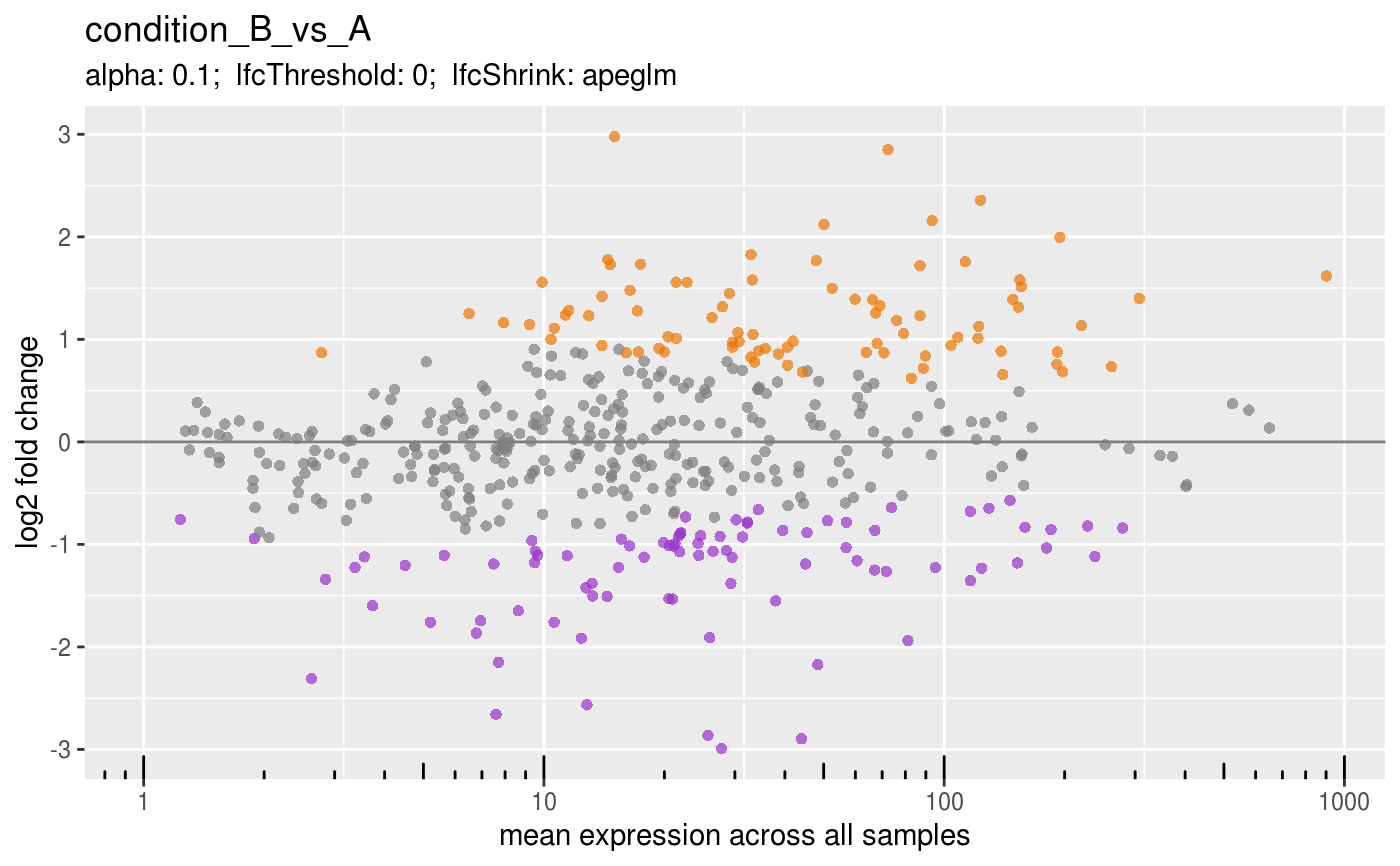 condition_B_vs_A
alpha: 0.1;  lfcThreshold: 0;  lfcShrink: apeglm
log2 fold change
3
2
1
0
-1
-2
-3
1
10
100
1000
mean expression across all samples